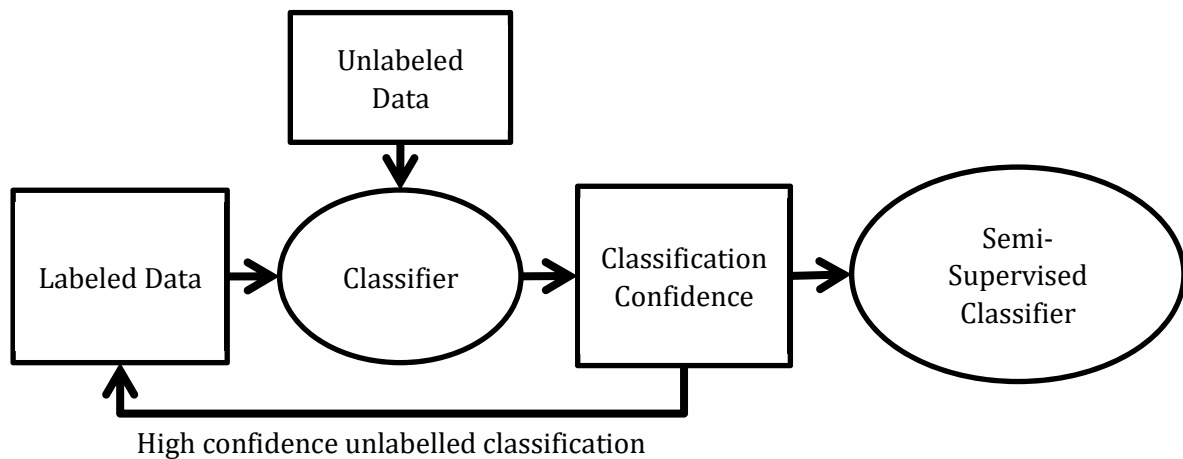 Unlabeled
Data
Labeled Data
Classifier
Classification
Confidence
Semi-
Supervised
Classifier
High confidence unlabelled classification